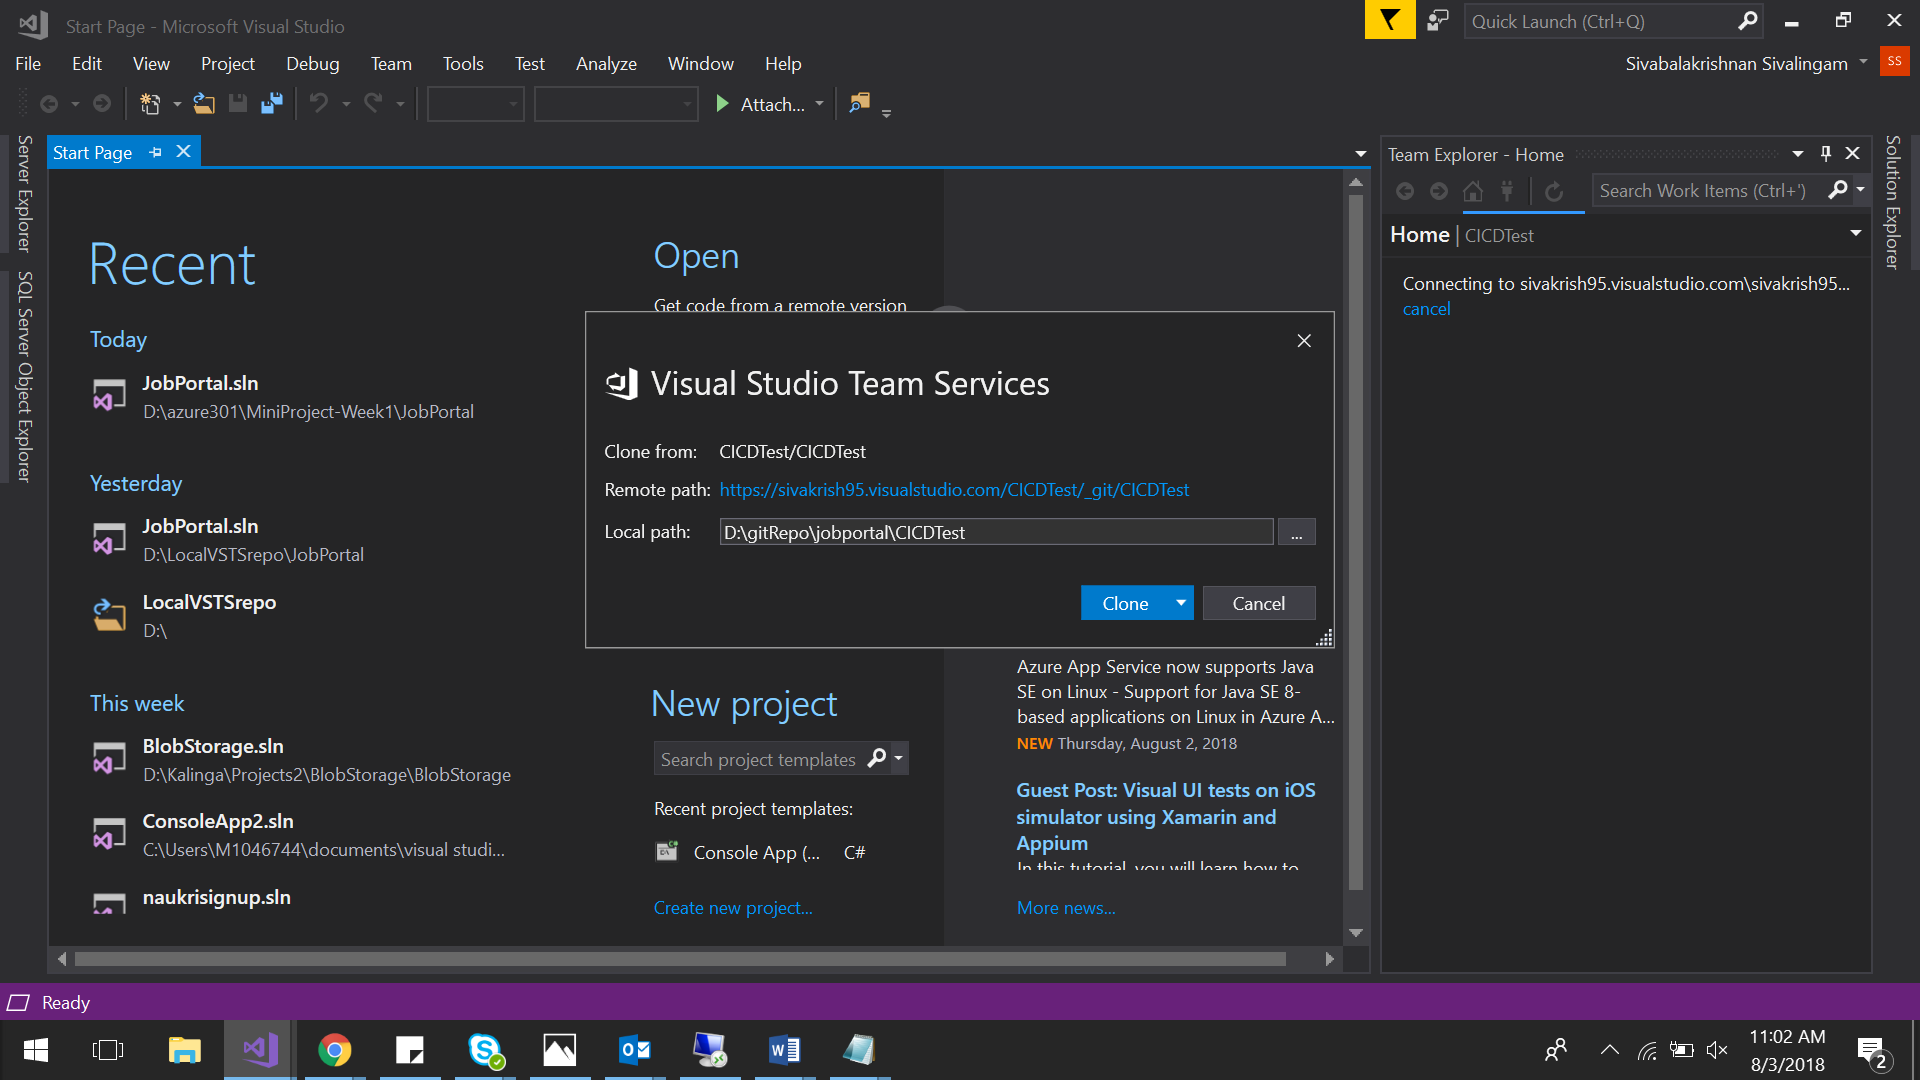 Start Page - Microsoft Visual Studio
Quick Launch (Ctrl+Q)
File Edit View Project Debug Team Tools Test Analyze Window Help
Sivabalakrishnan Sivalingam
SS
Attach...
Server Explorer
SQL Server Object Explorer
Start Page
Recent
Today
JobPortal.sln
D:\azure301\MiniProject-Week1\JobPortal
Yesterday
JobPortal.sln
D:\LocalVSTSrepo\JobPortal
LocalVSTSrepo
D:\
This week
BlobStorage.sln
D:\Kalinga\Projects2\BlobStorage\BlobStorage
ConsoleApp2.sln
C:\Users\M1046744\documents\visual studi...
naukrisignup.sln
Open
Get code from a remote version
Visual Studio Team Services
Clone from: CICDTest/CICDTest
Remote path: https://sivakrish95.visualstudio.com/CICDTest/_git/CICDTest
Local path: D:\gitRepo\jobportal\CICDTest
...
Clone Cancel
New project
Search project templates
Recent project templates:
Console App (... C#
Create new project...
Azure App Service now supports Java
SE on Linux - Support for Java SE 8-
based applications on Linux in Azure A...
NEW Thursday, August 2, 2018
Guest Post: Visual UI tests on iOS
simulator using Xamarin and
Appium
In this tutorial, you will learn how to
More news...
Team Explorer - Home
Search Work Items (Ctrl+')
Home | CICDTest
Connecting to sivakrish95.visualstudio.com\sivakrish95...
cancel
Solution Explorer
Ready
11:02 AM
8/3/2018
2